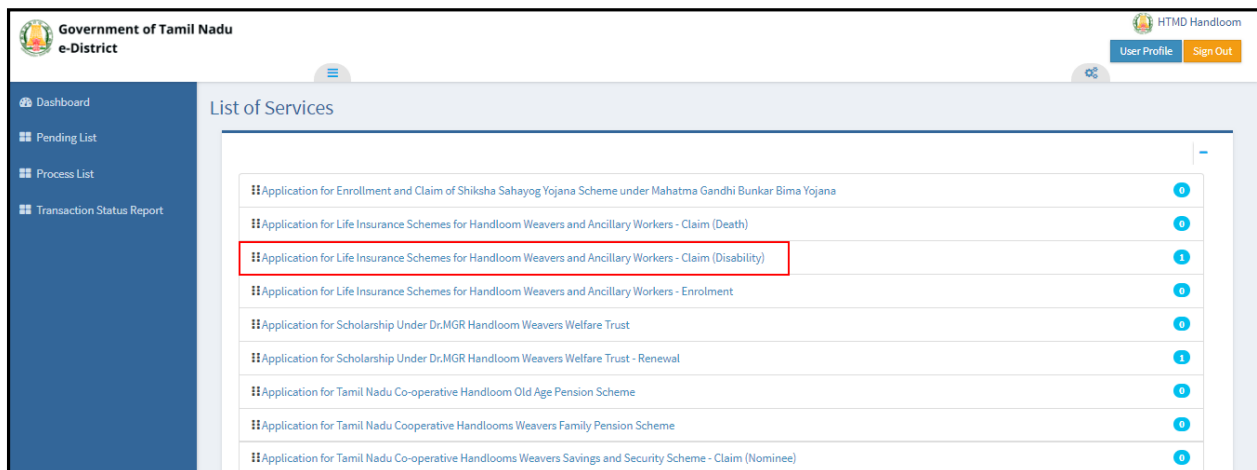 Government of Tamil Nadu
e-District
HTMD Handloom
User Profile
Sign Out
Dashboard
Pending List
Process List
Transaction Status Report
List of Services
Application for Enrollment and Claim of Shiksha Sahayog Yojana Scheme under Mahatma Gandhi Bunkar Bima Yojana 0
Application for Life Insurance Schemes for Handloom Weavers and Ancillary Workers - Claim (Death) 0
Application for Life Insurance Schemes for Handloom Weavers and Ancillary Workers - Claim (Disability) 1
Application for Life Insurance Schemes for Handloom Weavers and Ancillary Workers - Enrolment 0
Application for Scholarship Under Dr.MGR Handloom Weavers Welfare Trust 0
Application for Scholarship Under Dr.MGR Handloom Weavers Welfare Trust - Renewal 1
Application for Tamil Nadu Co-operative Handloom Old Age Pension Scheme 0
Application for Tamil Nadu Cooperative Handlooms Weavers Family Pension Scheme 0
Application for Tamil Nadu Co-operative Handlooms Weavers Savings and Security Scheme - Claim (Nominee) 0